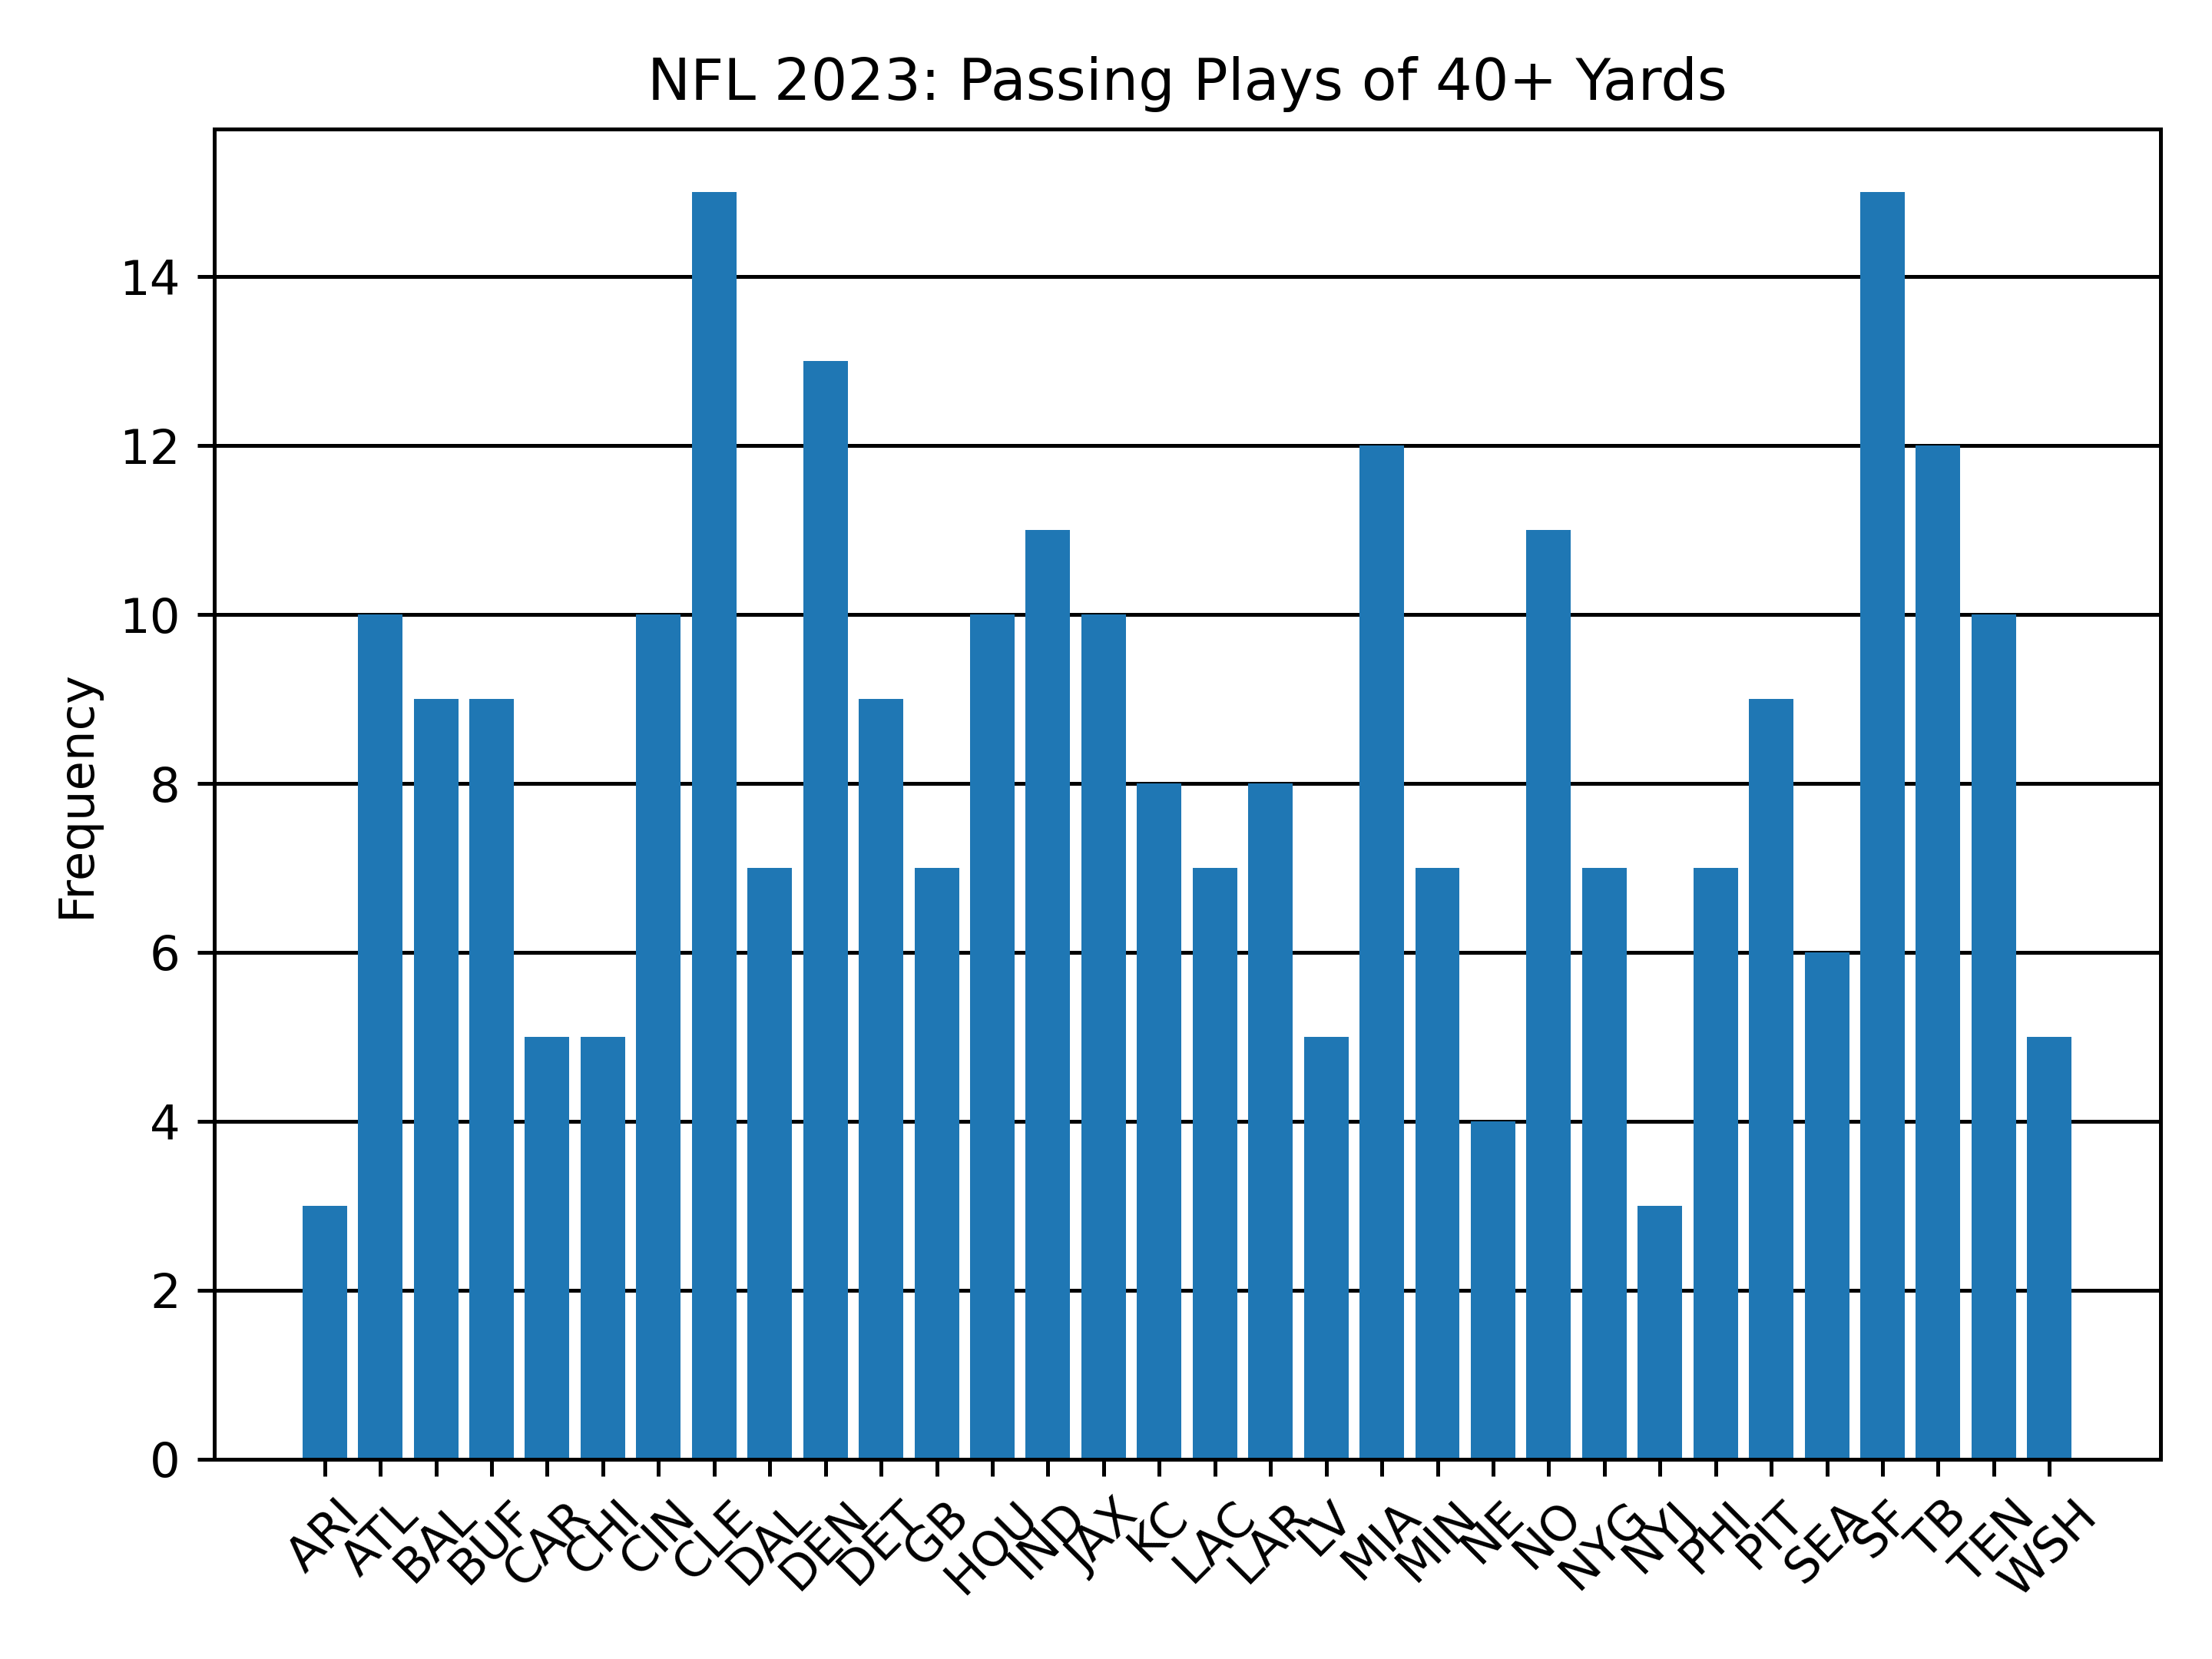 NFL 2023: Passing Plays of 40+ Yards
Frequency
14
12
10
8
6
4
2
0
ARI
ATL
BAL
BUF
CAR
CHI
CIN
CLE
DAL
DEN
DET
GB
HOU
IND
JAX
KC
LAC
LAR
LV
MIA
MIN
NE
NO
NYG
NYJ
PHI
PIT
SEA
SF
TB
TEN
WSH